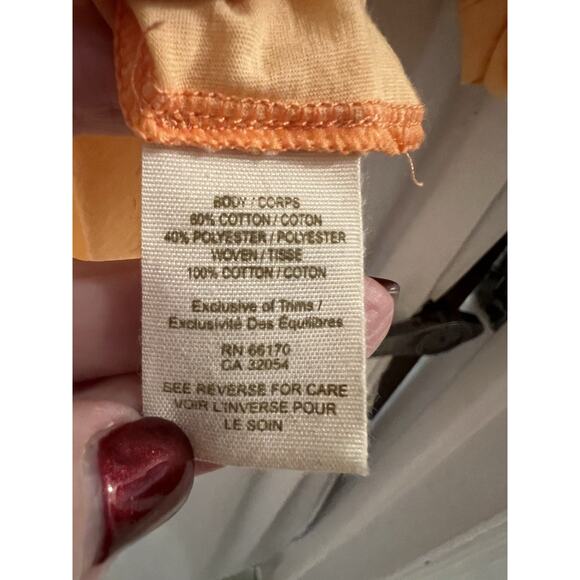 BODY / CORPS
60% COTTON / COTON
40% POLYESTER / POLYESTER
WOVEN / TISSE
100% COTTON / COTON
Exclusive of Trims /
Exclusivité Des Équilibres
RN 66170
CA 32054
SEE REVERSE FOR CARE
VOIR L'INVERSE POUR
LE SOIN